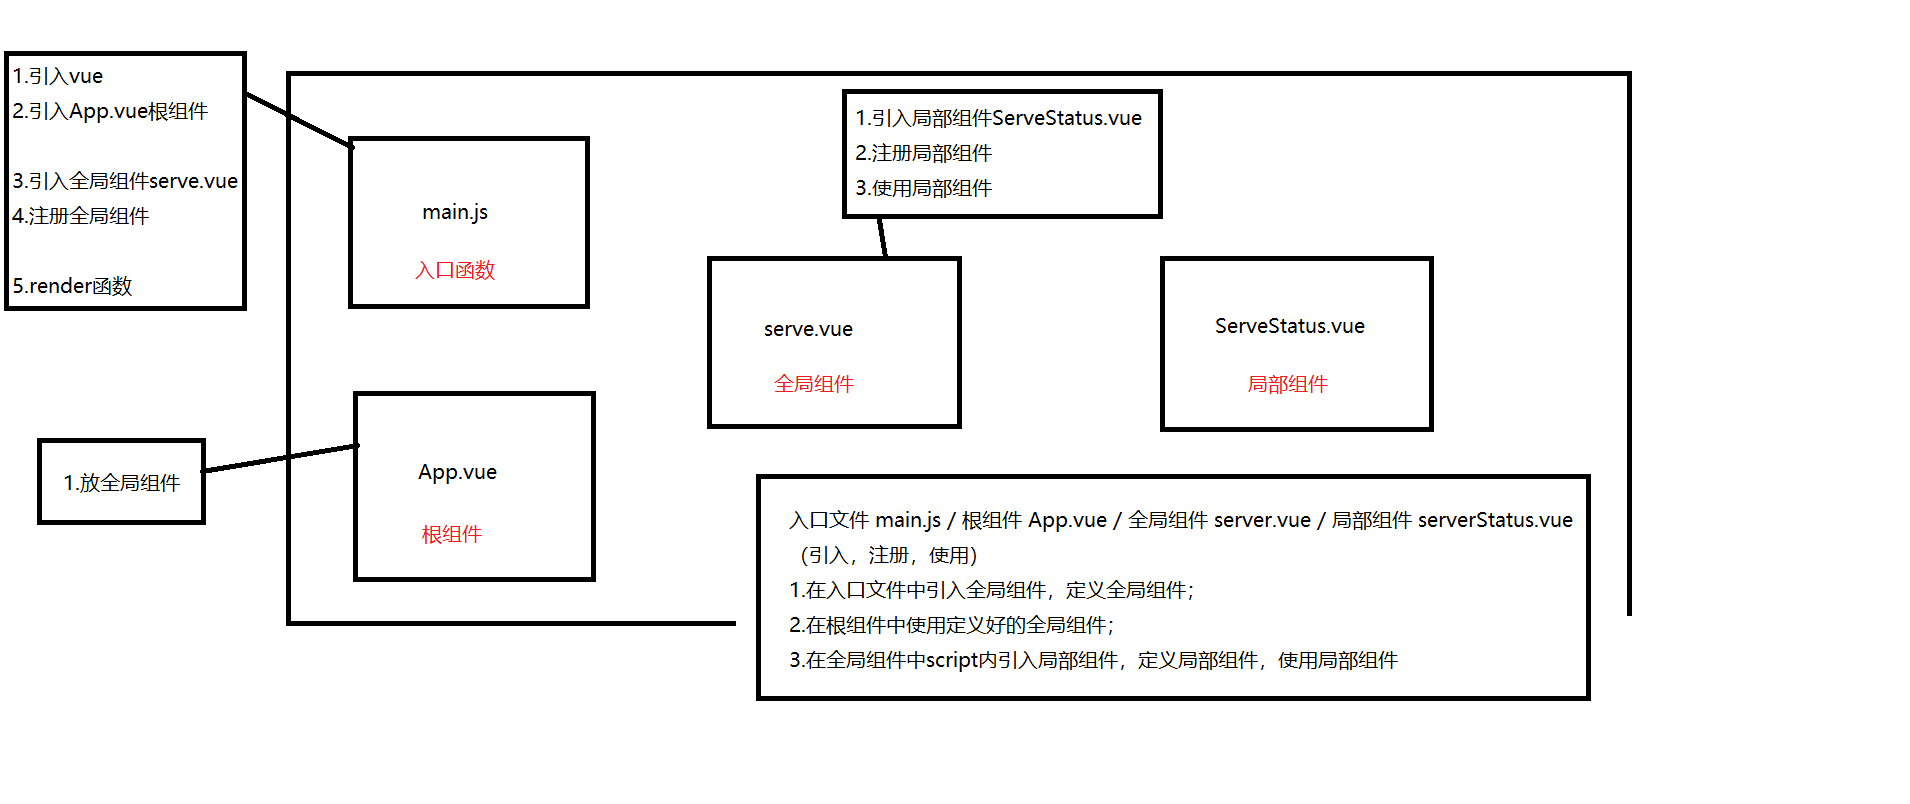 1.引入vue
2.引入App.vue根组件
3.引入全局组件serve.vue
4.注册全局组件
5.render函数
main.js
入口函数
1.引入局部组件ServeStatus.vue
2.注册局部组件
3.使用局部组件
serve.vue
全局组件
ServeStatus.vue
局部组件
1.放全局组件
App.vue
根组件
入口文件 main.js / 根组件 App.vue / 全局组件 server.vue / 局部组件 serverStatus.vue
（引入，注册，使用）
1.在入口文件中引入全局组件，定义全局组件；
2.在根组件中使用定义好的全局组件；
3.在全局组件中script内引入局部组件，定义局部组件，使用局部组件